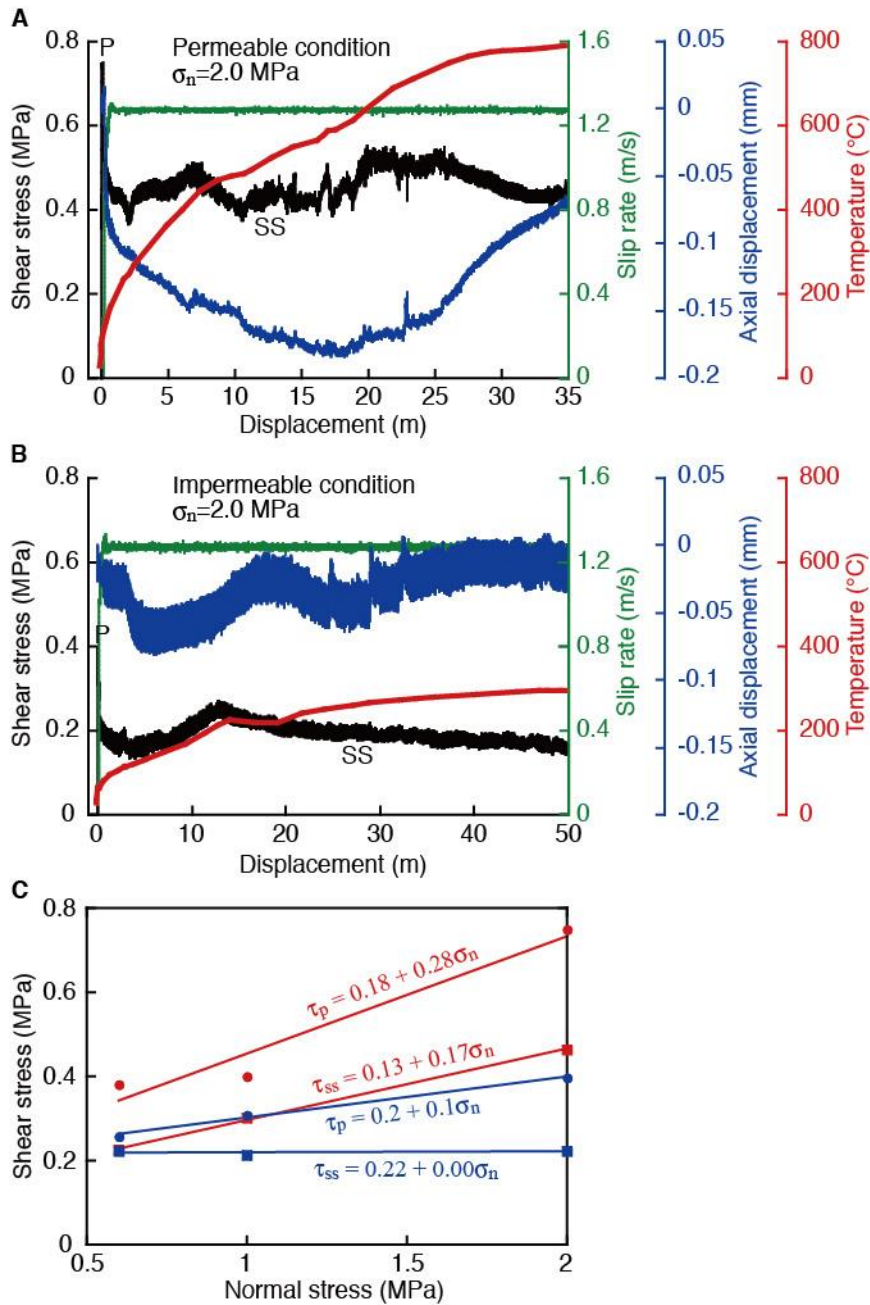 A
P
Permeable condition
σn=2.0 MPa
SS
0.8
0.6
0.4
0.2
0
Shear stress (MPa)
0
5
10
15
20
25
30
35
Displacement (m)
1.6
1.2
0.8
0.4
0
Slip rate (m/s)
0.05
0
-0.05
-0.1
-0.15
-0.2
Axial displacement (mm)
800
600
400
200
0
Temperature (°C)
B
Impermeable condition
σn=2.0 MPa
P
SS
0.8
0.6
0.4
0.2
0
Shear stress (MPa)
0
10
20
30
40
50
Displacement (m)
1.6
1.2
0.8
0.4
0
Slip rate (m/s)
0.05
0
-0.05
-0.1
-0.15
-0.2
Axial displacement (mm)
800
600
400
200
0
Temperature (°C)
C
0.8
0.6
0.4
0.2
0
Shear stress (MPa)
τp = 0.18 + 0.28σn
τss = 0.13 + 0.17σn
τp = 0.2 + 0.1σn
τss = 0.22 + 0.00σn
0.5
1
1.5
2
Normal stress (MPa)